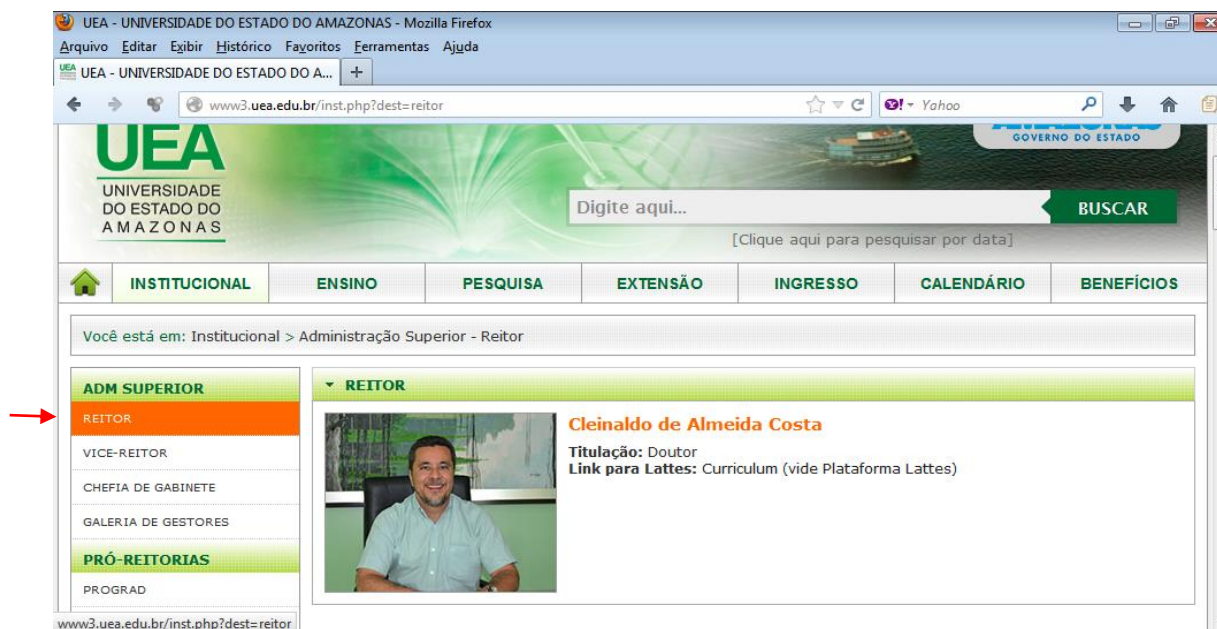 UEA - UNIVERSIDADE DO ESTADO DO AMAZONAS - Mozilla Firefox
Arquivo Editar Exibir Histórico Favoritos Ferramentas Ajuda
UEA - UNIVERSIDADE DO ESTADO DO A... +
www3.uea.edu.br/inst.php?dest=reitor
Yahoo
UEA
UNIVERSIDADE
DO ESTADO DO
AMAZONAS
GOVERNO DO ESTADO
Digite aqui...
BUSCAR
[Clique aqui para pesquisar por data]
INSTITUCIONAL ENSINO PESQUISA EXTENSÃO INGRESSO CALENDÁRIO BENEFÍCIOS
Você está em: Institucional > Administração Superior - Reitor
ADM SUPERIOR
REITOR
VICE-REITOR
CHEFIA DE GABINETE
GALERIA DE GESTORES
PRÓ-REITORIAS
PROGRAD
REITOR
Cleinaldo de Almeida Costa
Titulação: Doutor
Link para Lattes: Curriculum (vide Plataforma Lattes)
www3.uea.edu.br/inst.php?dest=reitor